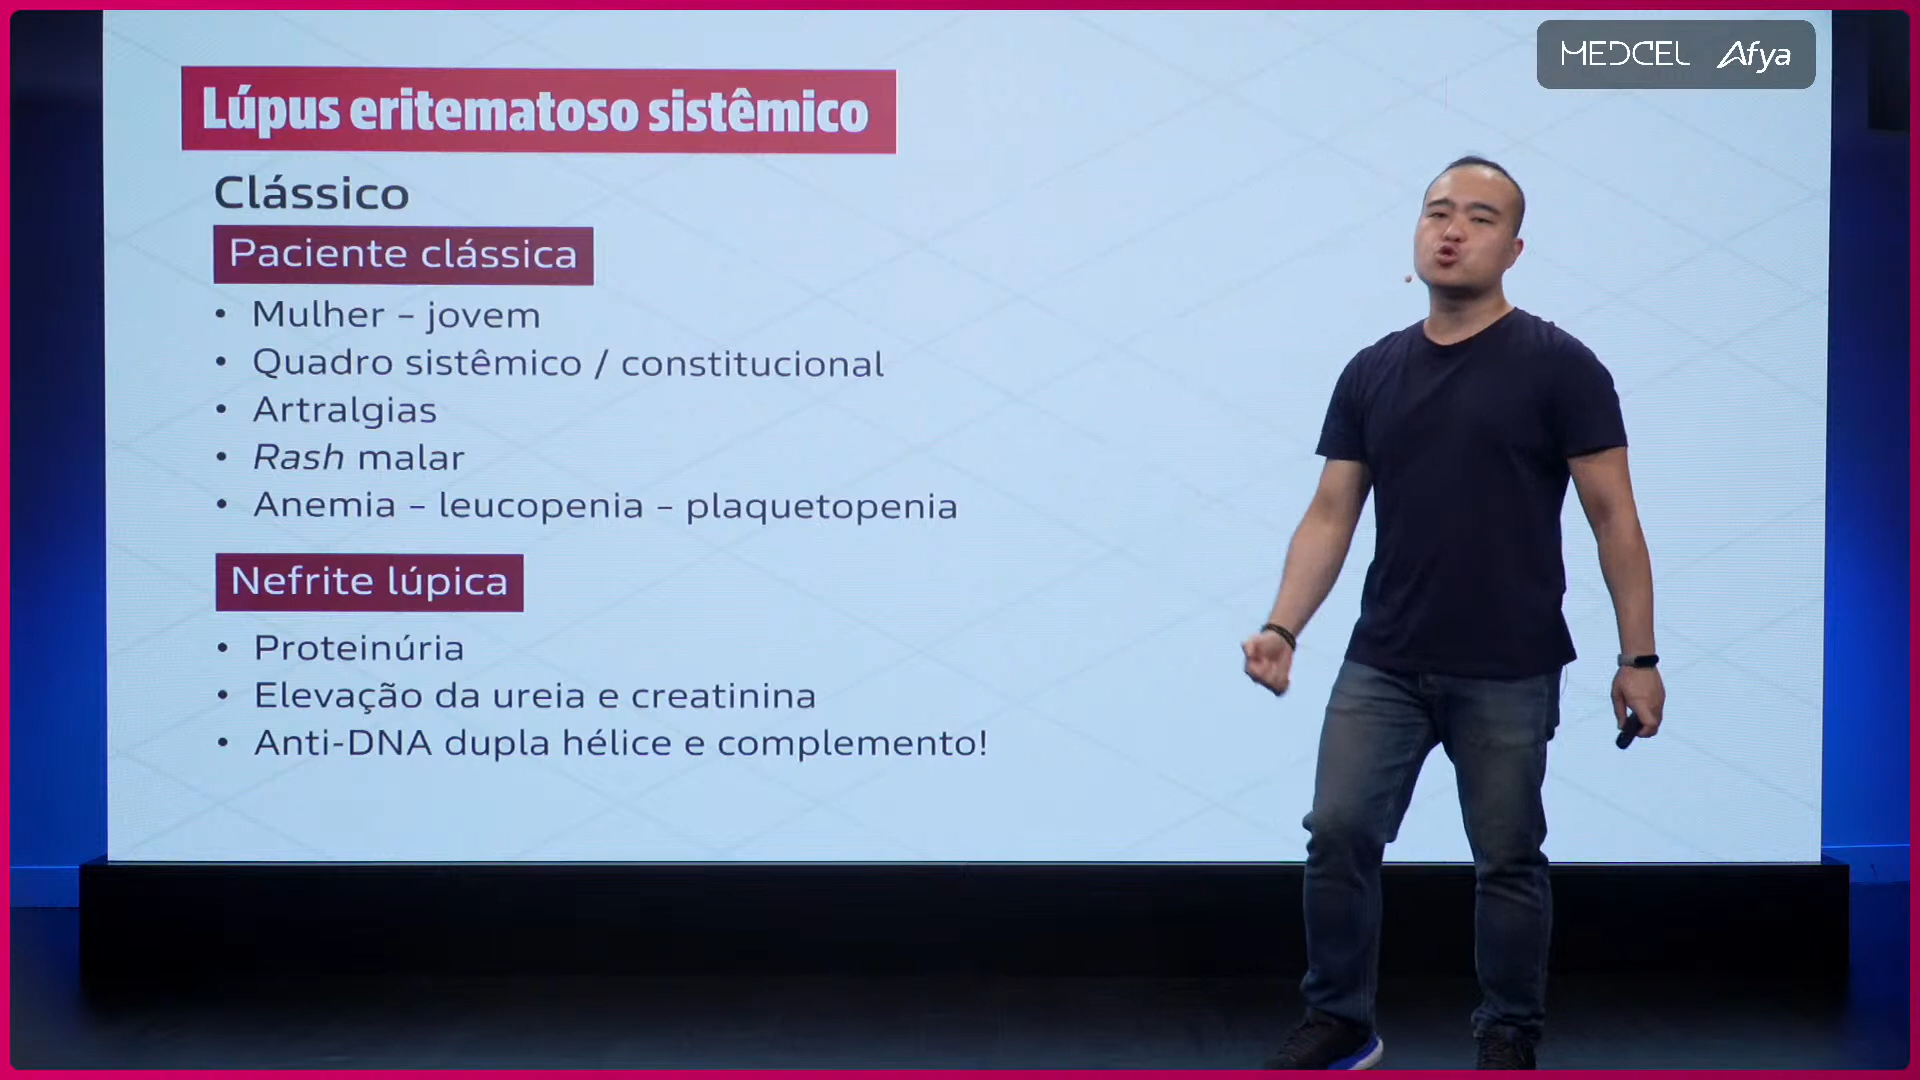 MEDCEL Afya
Lúpus eritematoso sistêmico
Clássico
Paciente clássica
• Mulher – jovem
• Quadro sistêmico / constitucional
• Artralgias
• Rash malar
• Anemia – leucopenia – plaquetopenia
Nefrite lúpica
• Proteinúria
• Elevação da ureia e creatinina
• Anti-DNA dupla hélice e complemento!